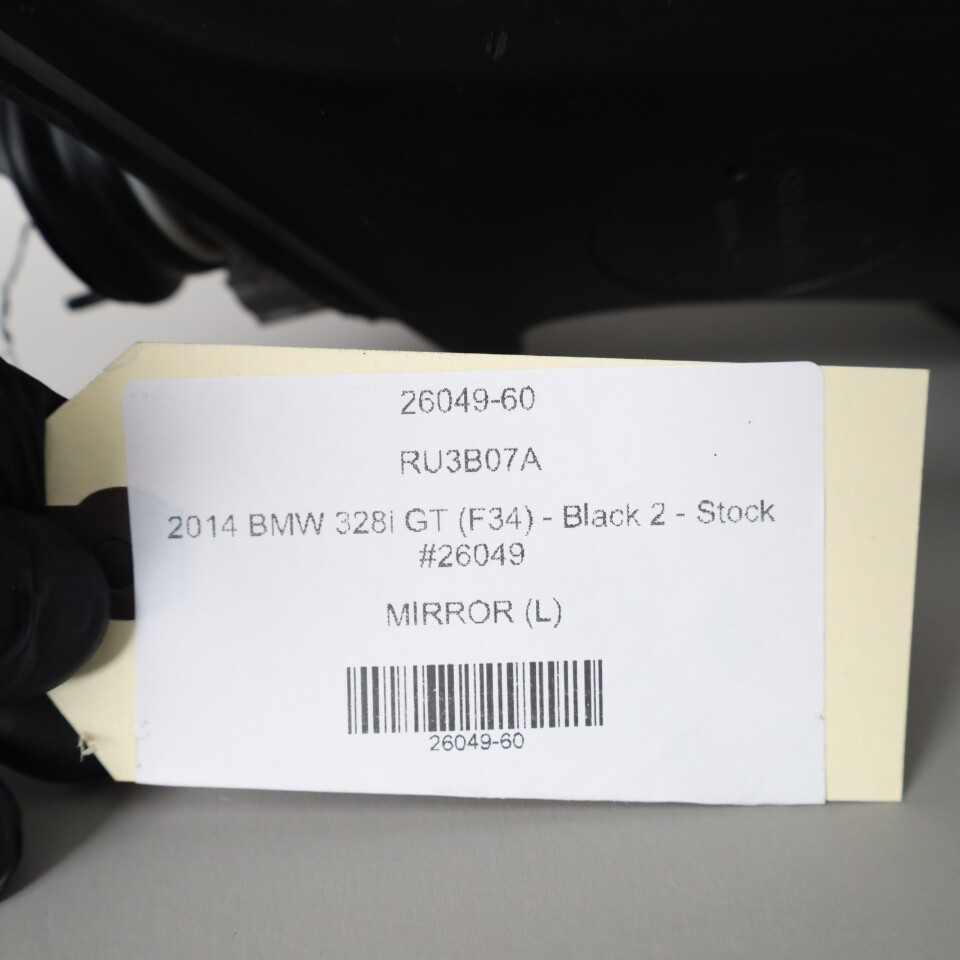 26049-60
RU3B07A
2014 BMW 328i GT (F34) - Black 2 - Stock
#26049
MIRROR (L)
26049-60